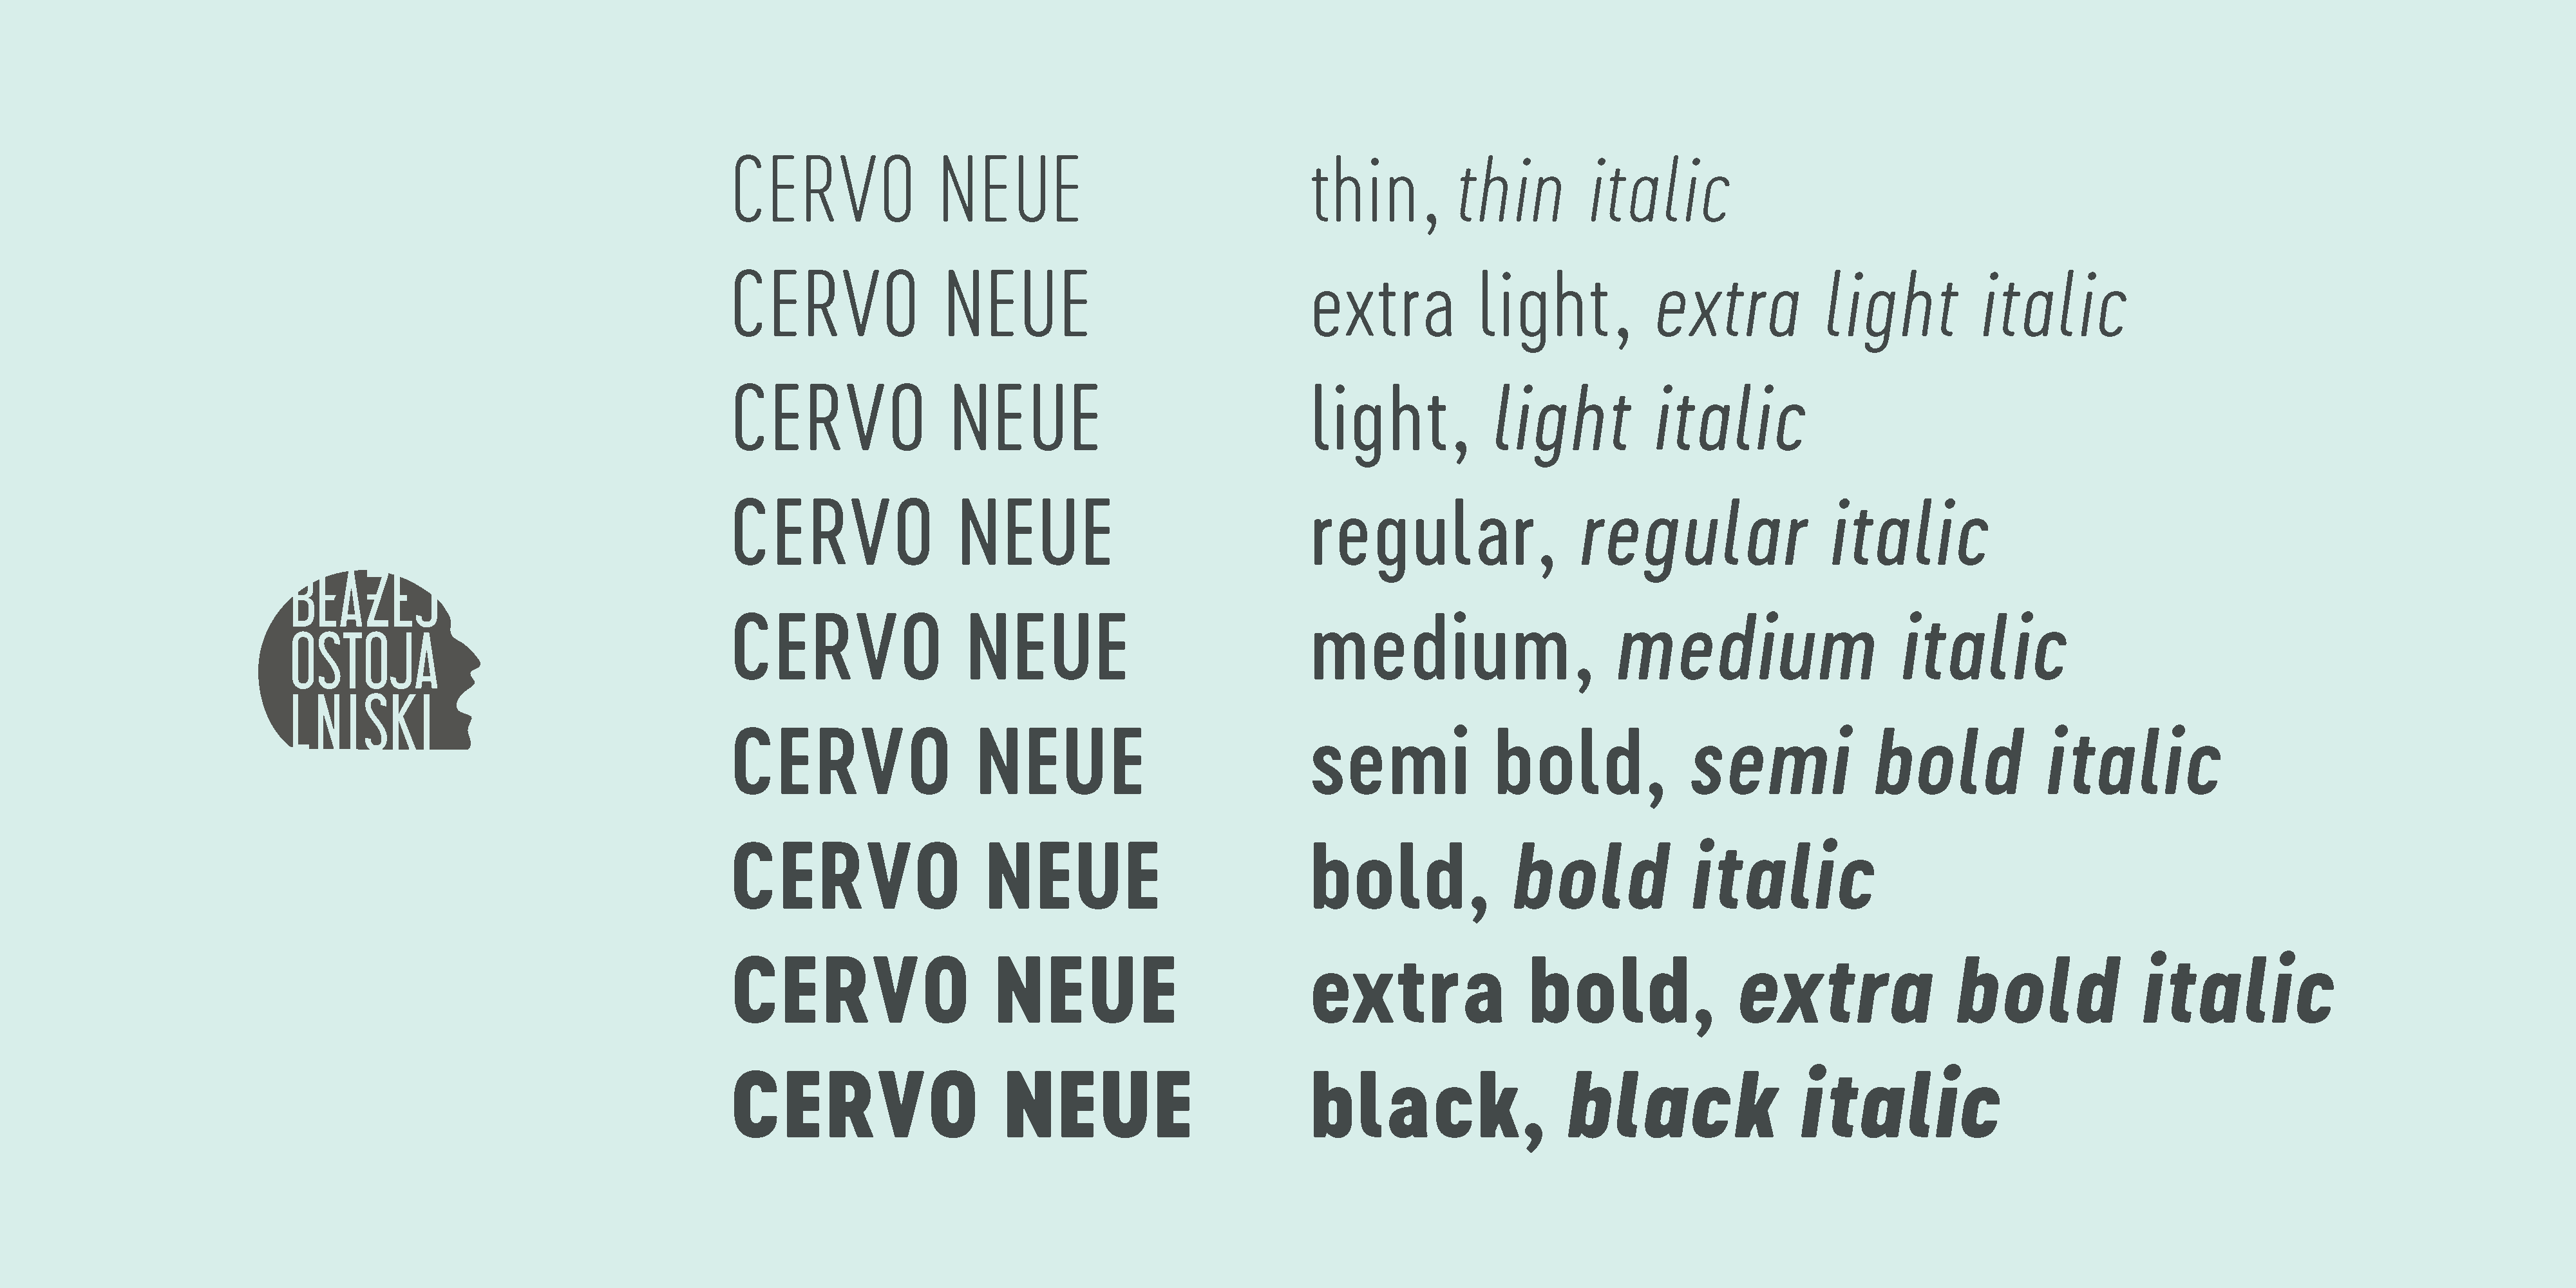 CERVO NEUE thin, thin italic
CERVO NEUE extra light, extra light italic
CERVO NEUE light, light italic
CERVO NEUE regular, regular italic
CERVO NEUE medium, medium italic
CERVO NEUE semi bold, semi bold italic
CERVO NEUE bold, bold italic
CERVO NEUE extra bold, extra bold italic
CERVO NEUE black, black italic
BŁAŻEJ
OSTOJA
LNISKI